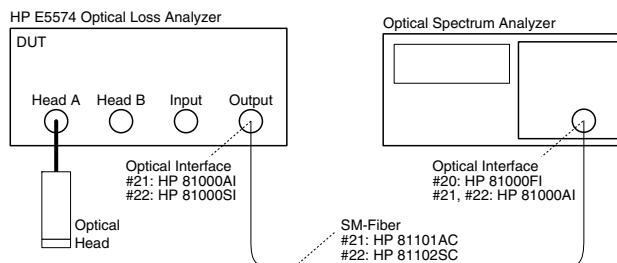 HP E5574 Optical Loss Analyzer
DUT
Head A Head B Input Output
Optical Interface
#21: HP 81000AI
#22: HP 81000SI
Optical
Head
Optical Spectrum Analyzer
Optical Interface
#20: HP 81000FI
#21, #22: HP 81000AI
SM-Fiber
#21: HP 81101AC
#22: HP 81102SC